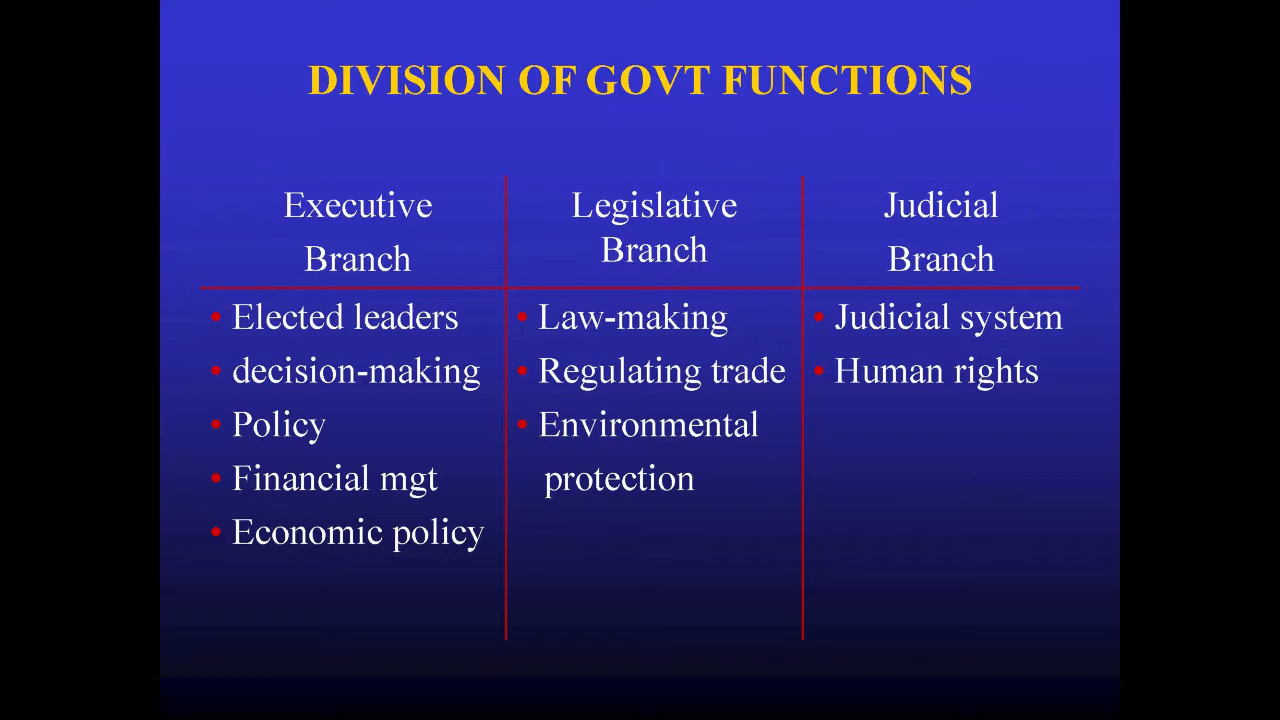 DIVISION OF GOVT FUNCTIONS
Executive
Branch
Legislative
Branch
Judicial
Branch
• Elected leaders
• decision-making
• Policy
• Financial mgt
• Economic policy
• Law-making
• Regulating trade
• Environmental
protection
• Judicial system
• Human rights